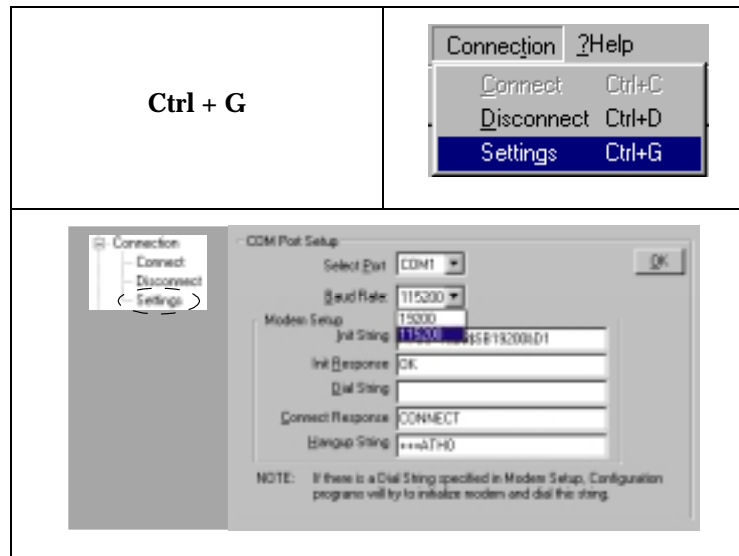 Ctrl + G
Connection ?Help
Connect Ctrl+C
Disconnect Ctrl+D
Settings Ctrl+G
Connection
Connect
Disconnect
Settings
COM Port Setup
Select Port COM1
OK
Baud Rate: 115200
19200
115200
Modem Setup
Init String $SB19200&D1
Init Response OK
Dial String
Connect Response CONNECT
Hangup String +++ATH0
NOTE: If there is a Dial String specified in Modem Setup, Configuration
programs will try to initialize modem and dial this string.